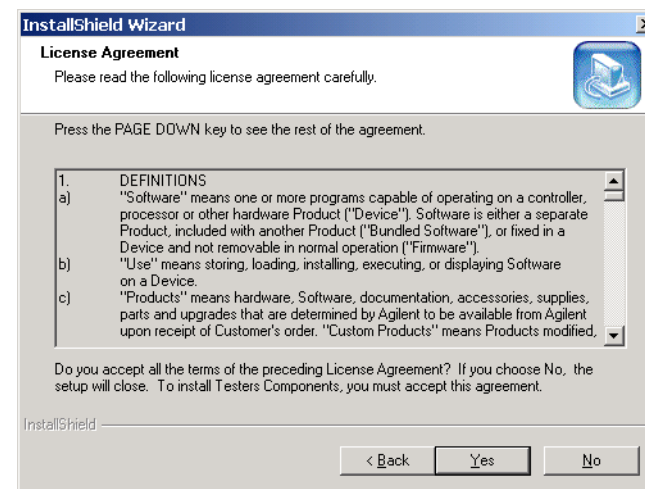 InstallShield Wizard
License Agreement
Please read the following license agreement carefully.
Press the PAGE DOWN key to see the rest of the agreement.
1. DEFINITIONS
a) "Software" means one or more programs capable of operating on a controller,
processor or other hardware Product ("Device"). Software is either a separate
Product, included with another Product ("Bundled Software"), or fixed in a
Device and not removable in normal operation ("Firmware").
b) "Use" means storing, loading, installing, executing, or displaying Software
on a Device.
c) "Products" means hardware, Software, documentation, accessories, supplies,
parts and upgrades that are determined by Agilent to be available from Agilent
upon receipt of Customer's order. "Custom Products" means Products modified,
Do you accept all the terms of the preceding License Agreement? If you choose No, the
setup will close. To install Testers Components, you must accept this agreement.
InstallShield
< Back
Yes
No